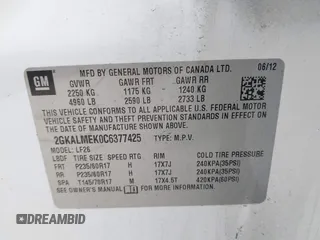 GM
MFD BY GENERAL MOTORS OF CANADA LTD.
06/12
GVWR GAWR FRT GAWR RR
2250 KG 1175 KG 1240 KG
4960 LB 2590 LB 2733 LB
THIS VEHICLE CONFORMS TO ALL APPLICABLE U.S. FEDERAL
MOTOR VEHICLE SAFETY, BUMPER, AND THEFT PREVENTION
STANDARDS IN EFFECT ON THE DATE OF MANUFACTURE
SHOWN ABOVE.
2GKALMEK0C6377425 TYPE: M.P.V.
MODEL: LF26
LBDF TIRE SIZE SPEED RTG RIM COLD TIRE PRESSURE
FRT P235/60R17 H 17X7J 240KPA(35PSI)
RR P235/60R17 H 17X7J 240KPA(35PSI)
SPA T145/70R17 M 17X4.5T 420KPA(60PSI)
© 2024 AutoBidMaster